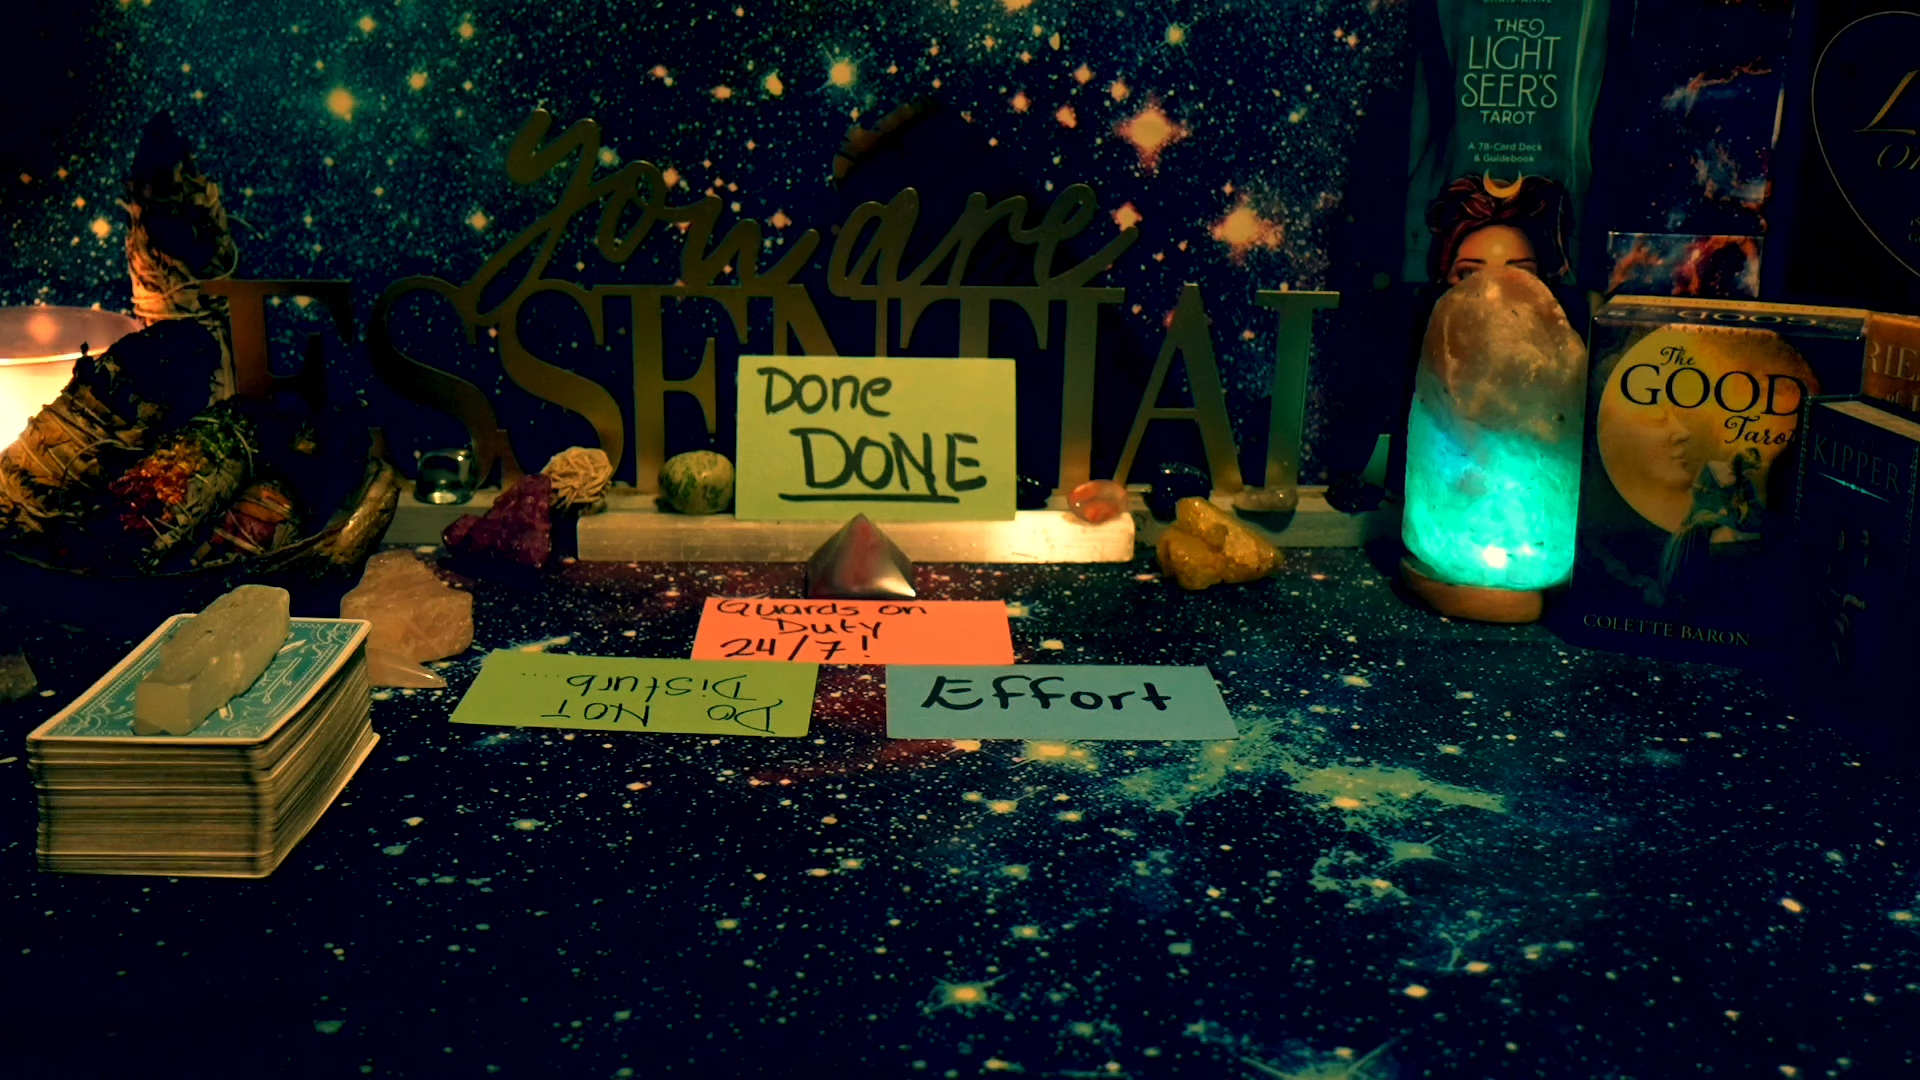 THE
LIGHT
SEER'S
TAROT
A 78-Card Deck
& Guidebook
you are
ESSENTIAL
Done
DONE
The
GOOD
Tarot
GOOD
COLETTE BARON
KIPPER
Guards on
Duty
24/7!
Do NOT
Disturb....
Effort